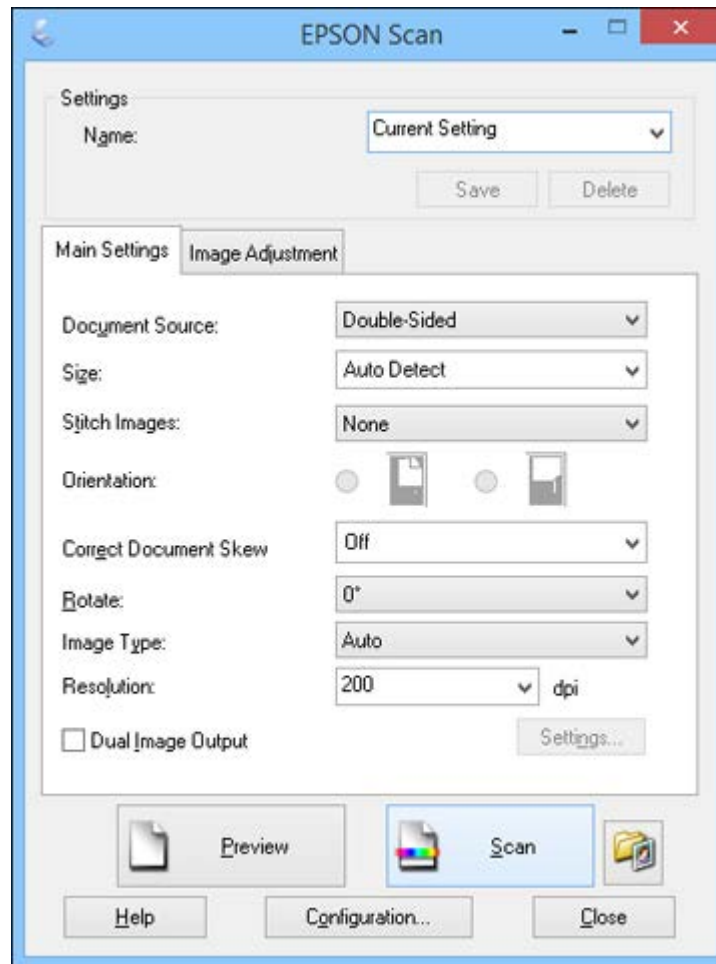 EPSON Scan
Settings
Name: Current Setting
Save Delete
Main Settings Image Adjustment
Document Source: Double-Sided
Size: Auto Detect
Stitch Images: None
Orientation:
Correct Document Skew Off
Rotate: 0°
Image Type: Auto
Resolution: 200 dpi
Dual Image Output Settings...
Preview Scan
Help Configuration... Close